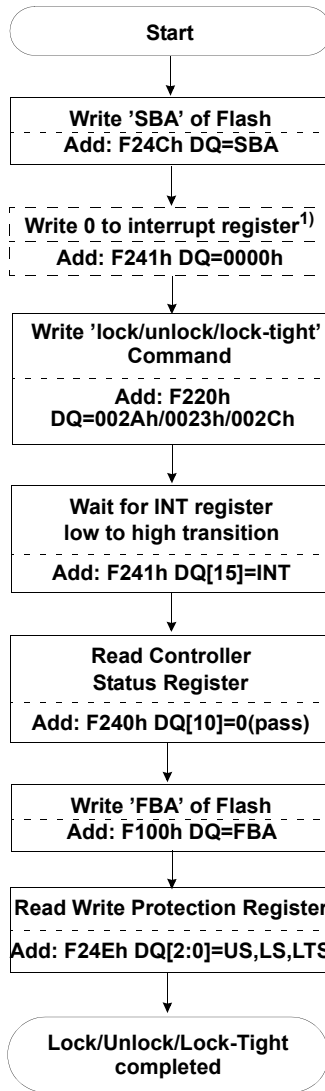 Start
Write ’SBA’ of Flash
Add: F24Ch DQ=SBA
Write 0 to interrupt register1)
Add: F241h DQ=0000h
Write ’lock/unlock/lock-tight’
Command
Add: F220h
DQ=002Ah/0023h/002Ch
Wait for INT register
low to high transition
Add: F241h DQ[15]=INT
Read Controller
Status Register
Add: F240h DQ[10]=0(pass)
Write ’FBA’ of Flash
Add: F100h DQ=FBA
Read Write Protection Register
Add: F24Eh DQ[2:0]=US,LS,LTS
Lock/Unlock/Lock-Tight
completed